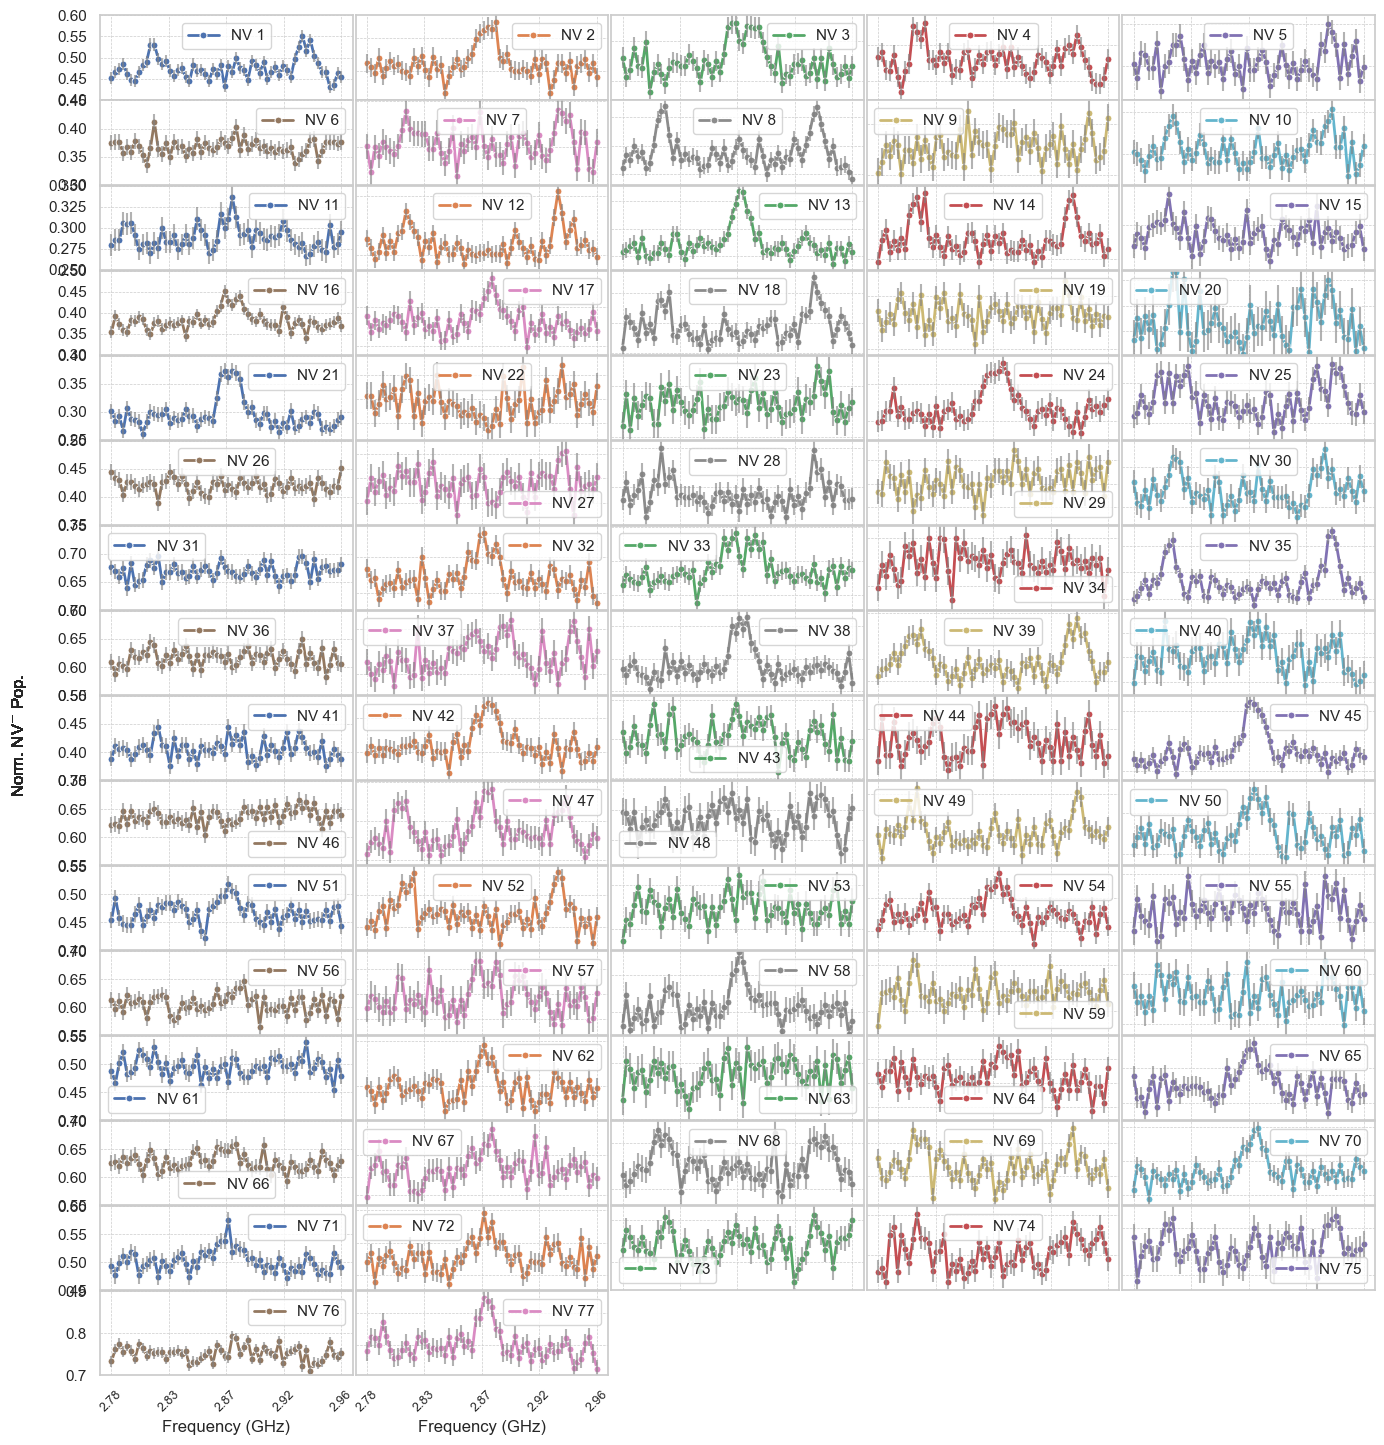 0.60
0.55
0.50
0.45
NV 1
NV 2
NV 3
NV 4
NV 5
0.40
0.35
NV 6
NV 7
NV 8
NV 9
NV 10
0.325
0.300
0.275
NV 11
NV 12
NV 13
NV 14
NV 15
0.45
0.40
0.35
NV 16
NV 17
NV 18
NV 19
NV 20
0.35
0.30
NV 21
NV 22
NV 23
NV 24
NV 25
0.45
0.40
NV 26
NV 27
NV 28
NV 29
NV 30
0.70
0.65
NV 31
NV 32
NV 33
NV 34
NV 35
0.65
0.60
NV 36
NV 37
NV 38
NV 39
NV 40
Norm. NV⁻ Pop.
0.45
0.40
NV 41
NV 42
NV 43
NV 44
NV 45
0.65
0.60
NV 46
NV 47
NV 48
NV 49
NV 50
0.50
0.45
NV 51
NV 52
NV 53
NV 54
NV 55
0.65
0.60
NV 56
NV 57
NV 58
NV 59
NV 60
0.50
0.45
NV 61
NV 62
NV 63
NV 64
NV 65
0.65
0.60
NV 66
NV 67
NV 68
NV 69
NV 70
0.55
0.50
NV 71
NV 72
NV 73
NV 74
NV 75
0.8
0.7
NV 76
NV 77
2.78 2.83 2.87 2.92 2.96
2.78 2.83 2.87 2.92 2.96
Frequency (GHz)
Frequency (GHz)